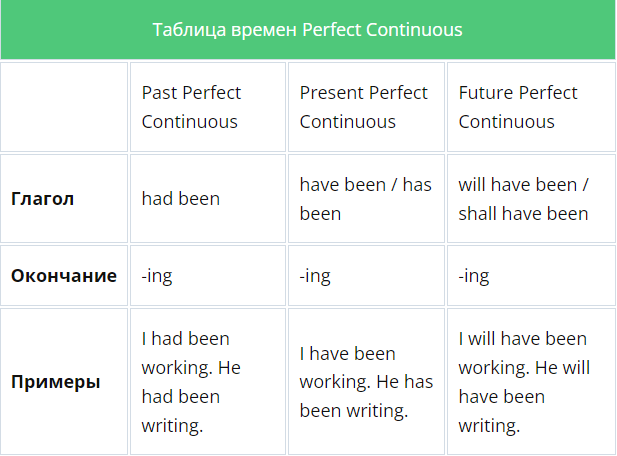 Таблица времен Perfect Continuous
Past Perfect
Continuous
Present Perfect
Continuous
Future Perfect
Continuous
Глагол
had been
have been / has
been
will have been /
shall have been
Окончание
-ing
-ing
-ing
Примеры
I had been
working. He
had been
writing.
I have been
working. He has
been writing.
I will have been
working. He will
have been
writing.